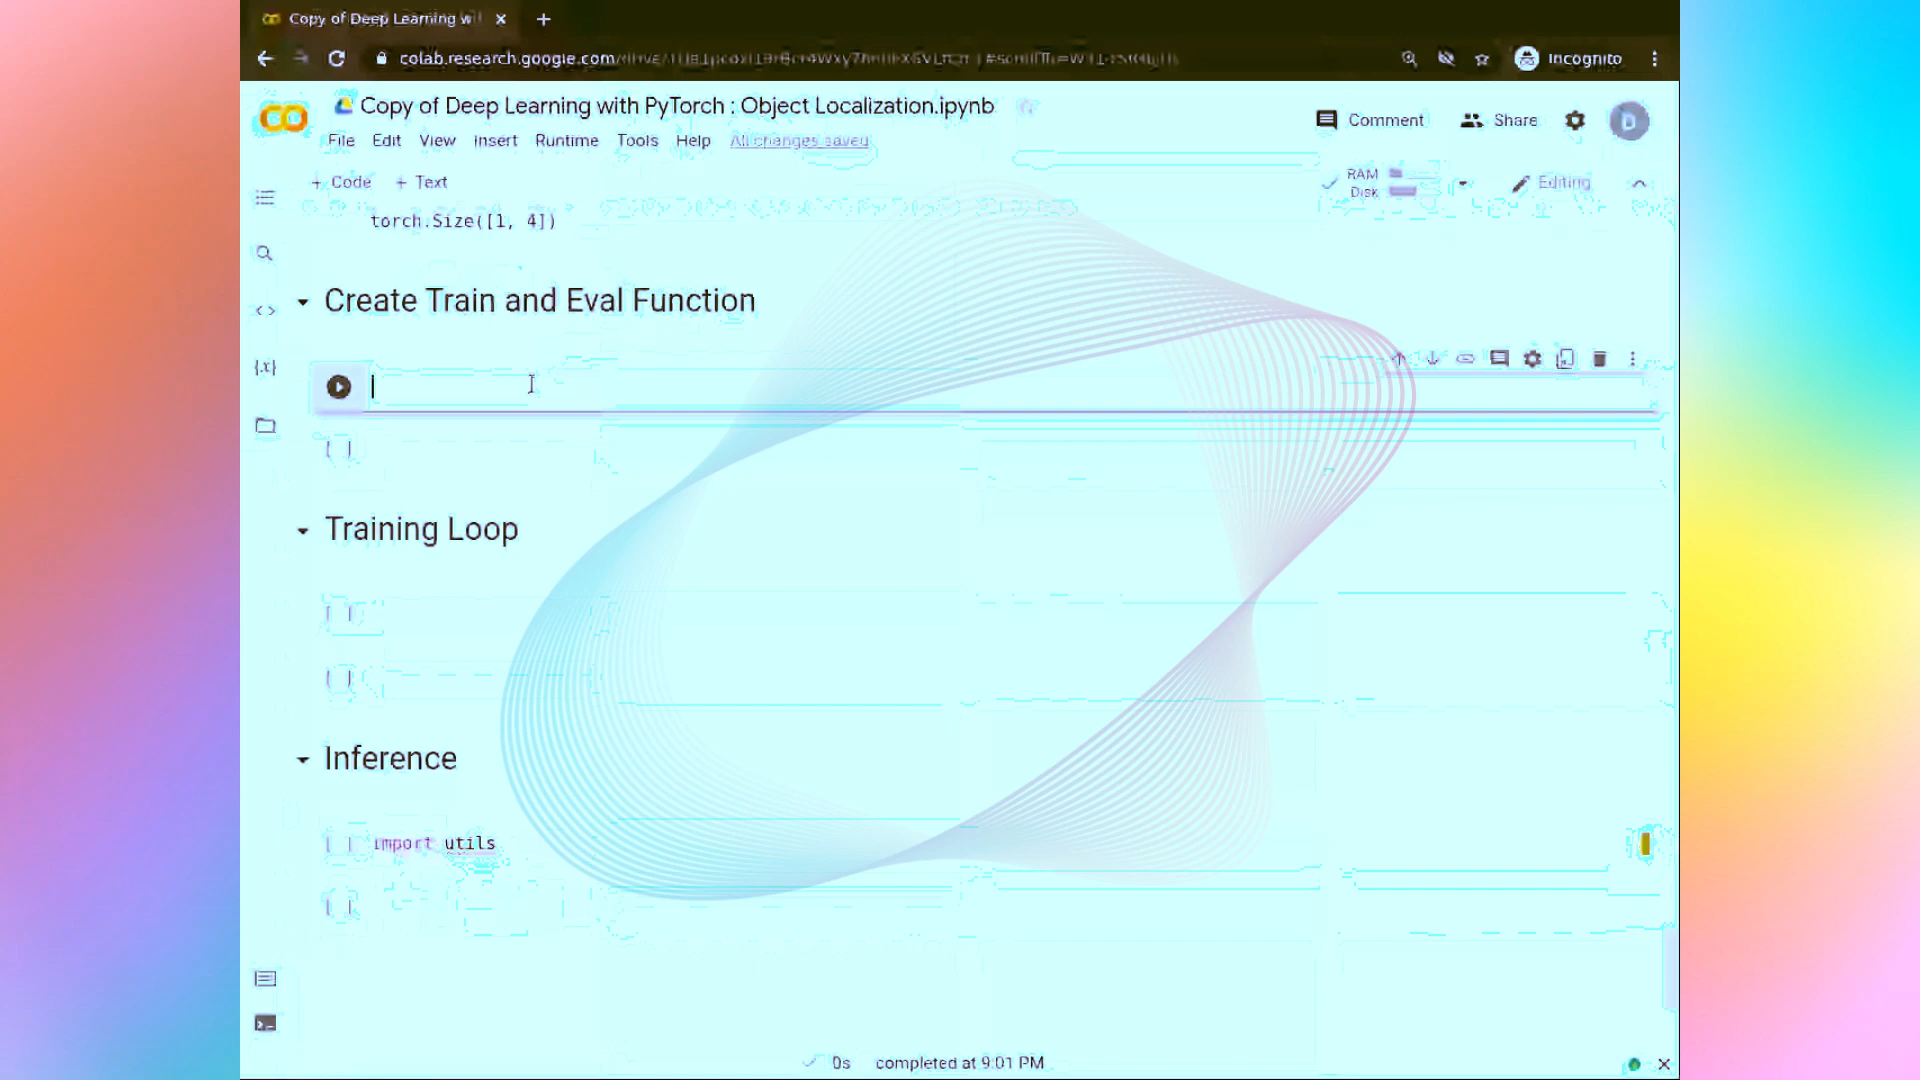 Copy of Deep Learning wi
colab.research.google.com
Incognito
Copy of Deep Learning with PyTorch : Object Localization.ipynb
Comment
Share
D
File Edit View Insert Runtime Tools Help All changes saved
+ Code + Text
RAM
Disk
Editing
torch.Size([1, 4])
Create Train and Eval Function
[ ]
Training Loop
[ ]
[ ]
Inference
[ ] import utils
[ ]
0s completed at 9:01 PM